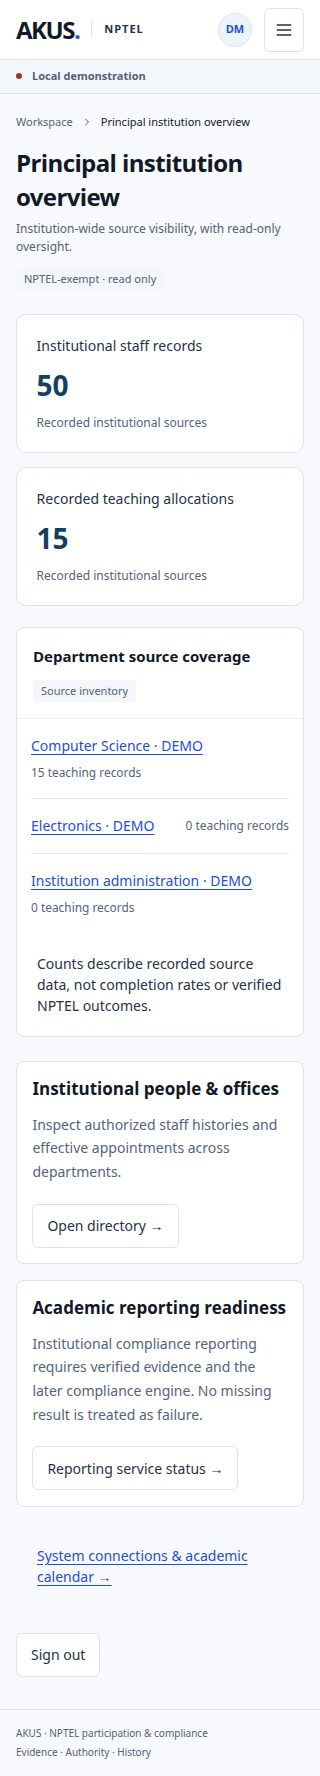 AKUS. NPTEL DM
Local demonstration
Workspace > Principal institution overview
Principal institution
overview
Institution-wide source visibility, with read-only
oversight.
NPTEL-exempt · read only
Institutional staff records
50
Recorded institutional sources
Recorded teaching allocations
15
Recorded institutional sources
Department source coverage
Source inventory
Computer Science · DEMO
15 teaching records
Electronics · DEMO 0 teaching records
Institution administration · DEMO
0 teaching records
Counts describe recorded source
data, not completion rates or verified
NPTEL outcomes.
Institutional people & offices
Inspect authorized staff histories and
effective appointments across
departments.
Open directory →
Academic reporting readiness
Institutional compliance reporting
requires verified evidence and the
later compliance engine. No missing
result is treated as failure.
Reporting service status →
System connections & academic
calendar →
Sign out
AKUS · NPTEL participation & compliance
Evidence · Authority · History